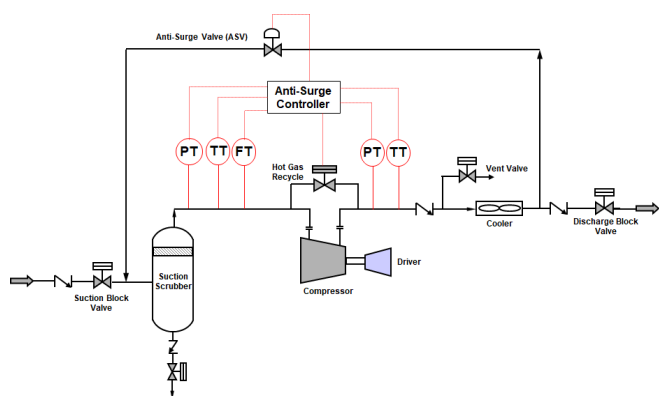 Anti-Surge Valve (ASV)
Anti-Surge
Controller
PT
TT
FT
PT
TT
Hot Gas
Recycle
Vent Valve
Cooler
Discharge Block
Valve
Suction
Scrubber
Driver
Compressor
Suction Block
Valve